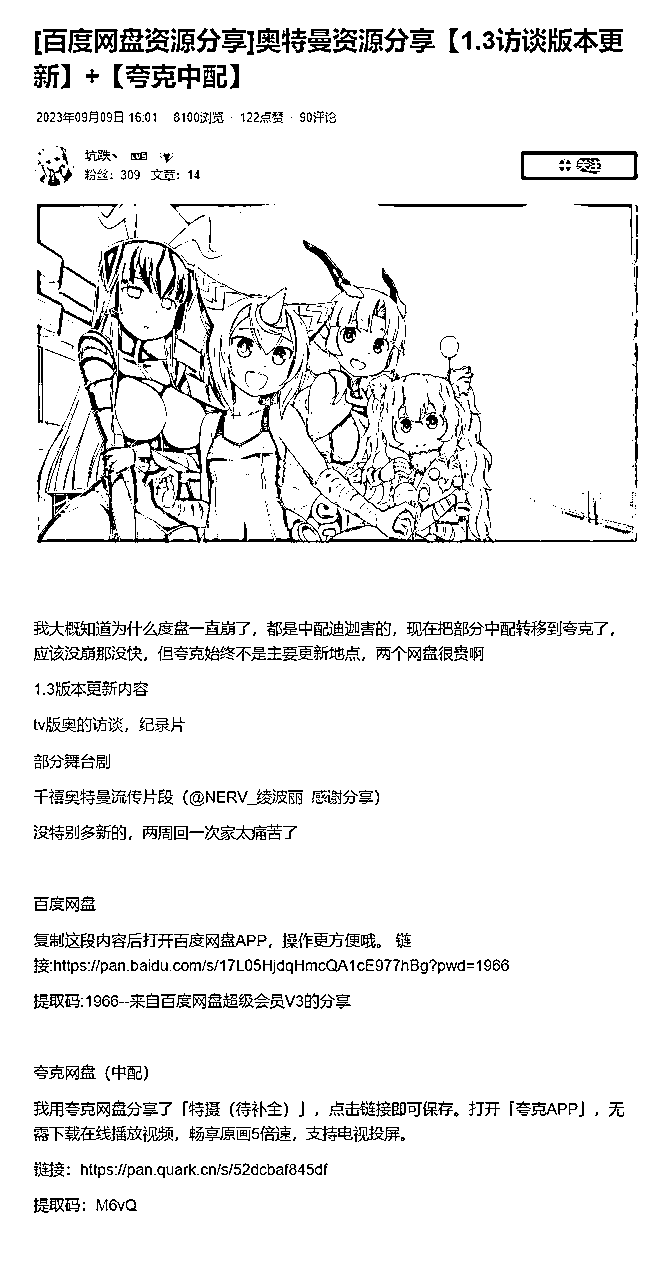 [百度网盘资源分享]奥特曼资源分享【1.3访谈版本更
新】+【夸克中配】
2023年09月09日 16:01 8100浏览 · 122点赞 · 90评论
坑跌丶
粉丝：309 文章：14
关注
我大概知道为什么度盘一直崩了，都是中配迪迦害的，现在把部分中配转移到夸克了，
应该没崩那没快，但夸克始终不是主要更新地点，两个网盘很贵啊
1.3版本更新内容
tv版奥的访谈，纪录片
部分舞台剧
千禧奥特曼流传片段（@NERV_绫波丽 感谢分享）
没特别多新的，两周回一次家太痛苦了
百度网盘
复制这段内容后打开百度网盘APP，操作更方便哦。 链
接:https://pan.baidu.com/s/17L05HjdqHmcQA1cE977hBg?pwd=1966
提取码:1966--来自百度网盘超级会员V3的分享
夸克网盘（中配）
我用夸克网盘分享了「特摄（待补全）」，点击链接即可保存。打开「夸克APP」，无
需下载在线播放视频，畅享原画5倍速，支持电视投屏。
链接：https://pan.quark.cn/s/52dcbaf845df
提取码：M6vQ